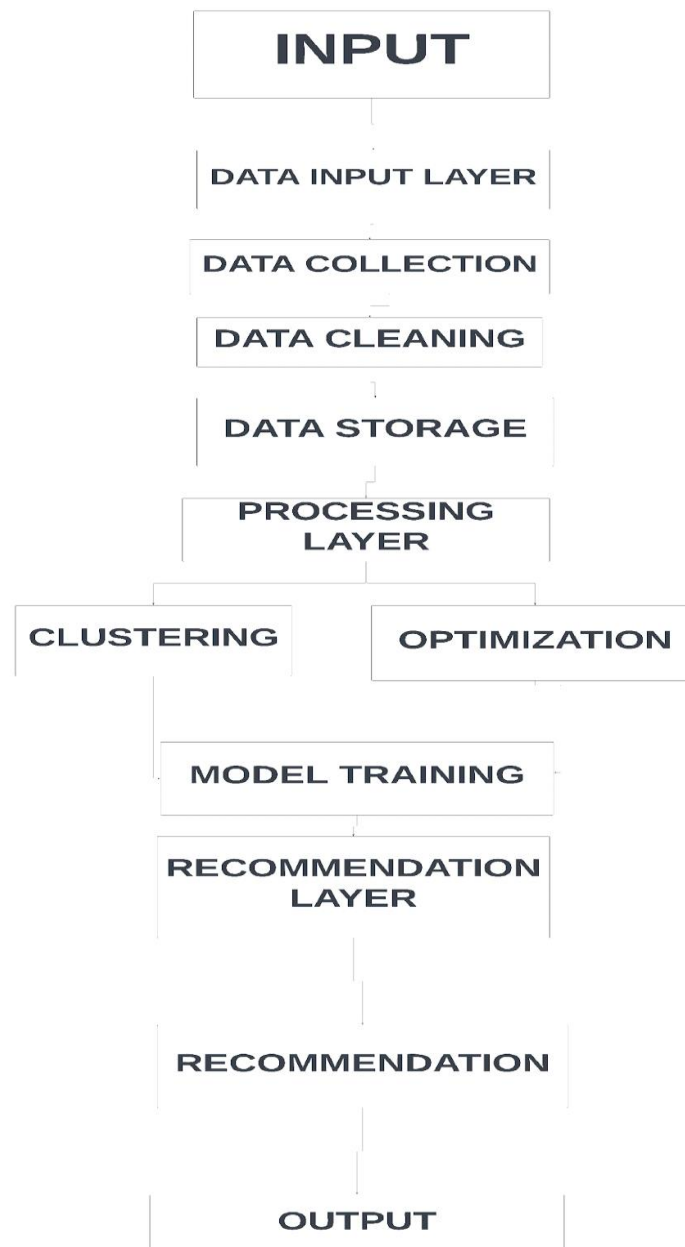 INPUT
DATA INPUT LAYER
DATA COLLECTION
DATA CLEANING
DATA STORAGE
PROCESSING
LAYER
CLUSTERING
OPTIMIZATION
MODEL TRAINING
RECOMMENDATION
LAYER
RECOMMENDATION
OUTPUT